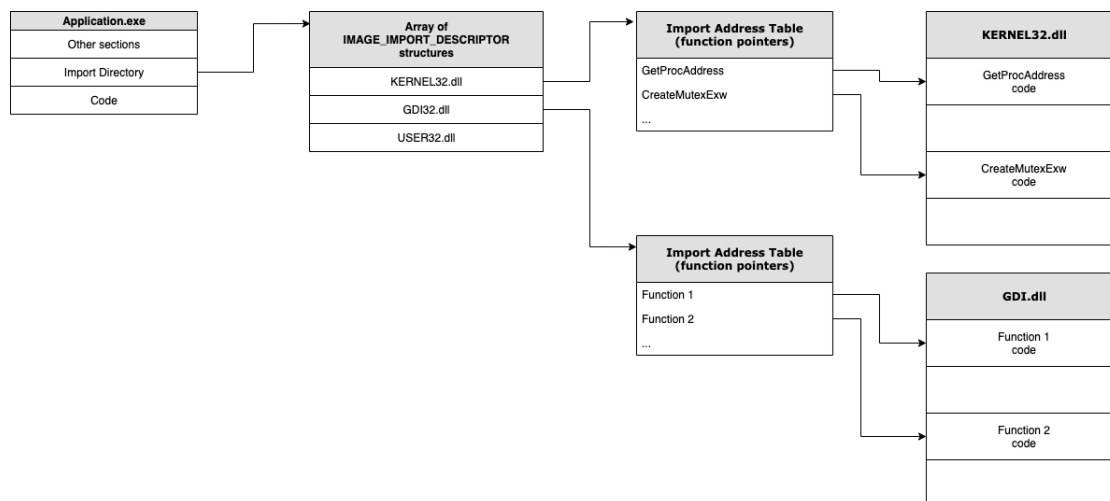 Application.exe
Other sections
Import Directory
Code
Array of
IMAGE_IMPORT_DESCRIPTOR
structures
KERNEL32.dll
GDI32.dll
USER32.dll
Import Address Table
(function pointers)
GetProcAddress
CreateMutexExw
...
KERNEL32.dll
GetProcAddress
code
CreateMutexExw
code
Import Address Table
(function pointers)
Function 1
Function 2
...
GDI.dll
Function 1
code
Function 2
code